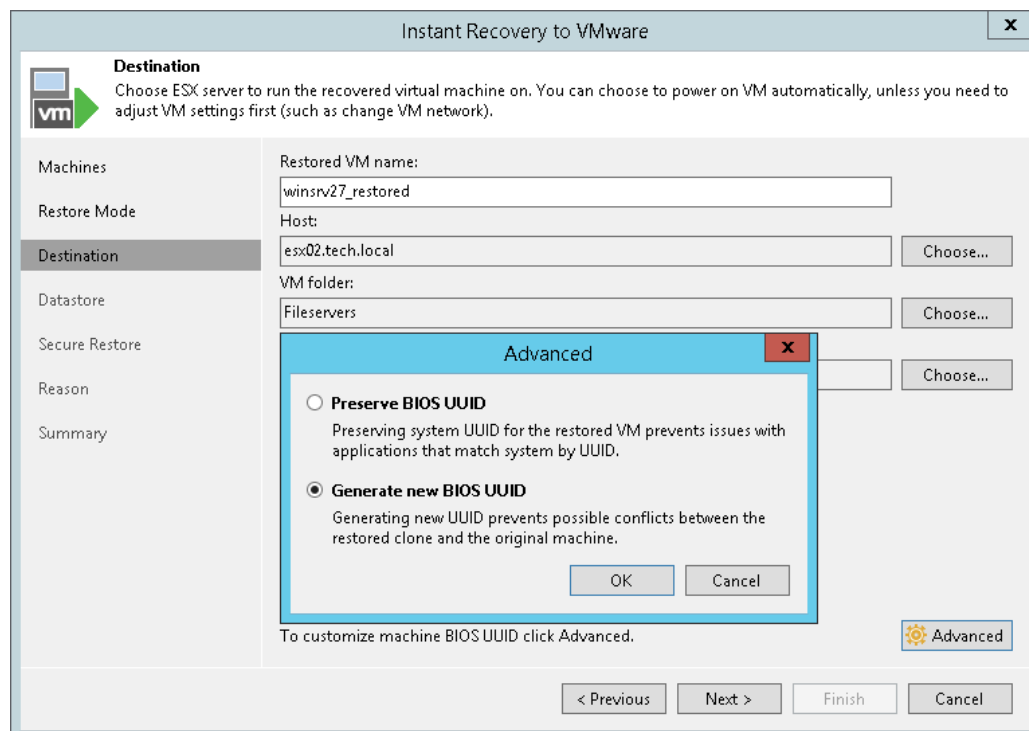 Instant Recovery to VMware
x
Destination
Choose ESX server to run the recovered virtual machine on. You can choose to power on VM automatically, unless you need to
adjust VM settings first (such as change VM network).
vm
Machines
Restore Mode
Destination
Datastore
Secure Restore
Reason
Summary
Restored VM name:
winsrv27_restored
Host:
esx02.tech.local
Choose...
VM folder:
Fileservers
Choose...
Choose...
Advanced
x
Preserve BIOS UUID
Preserving system UUID for the restored VM prevents issues with
applications that match system by UUID.
Generate new BIOS UUID
Generating new UUID prevents possible conflicts between the
restored clone and the original machine.
OK
Cancel
To customize machine BIOS UUID click Advanced.
Advanced
< Previous
Next >
Finish
Cancel